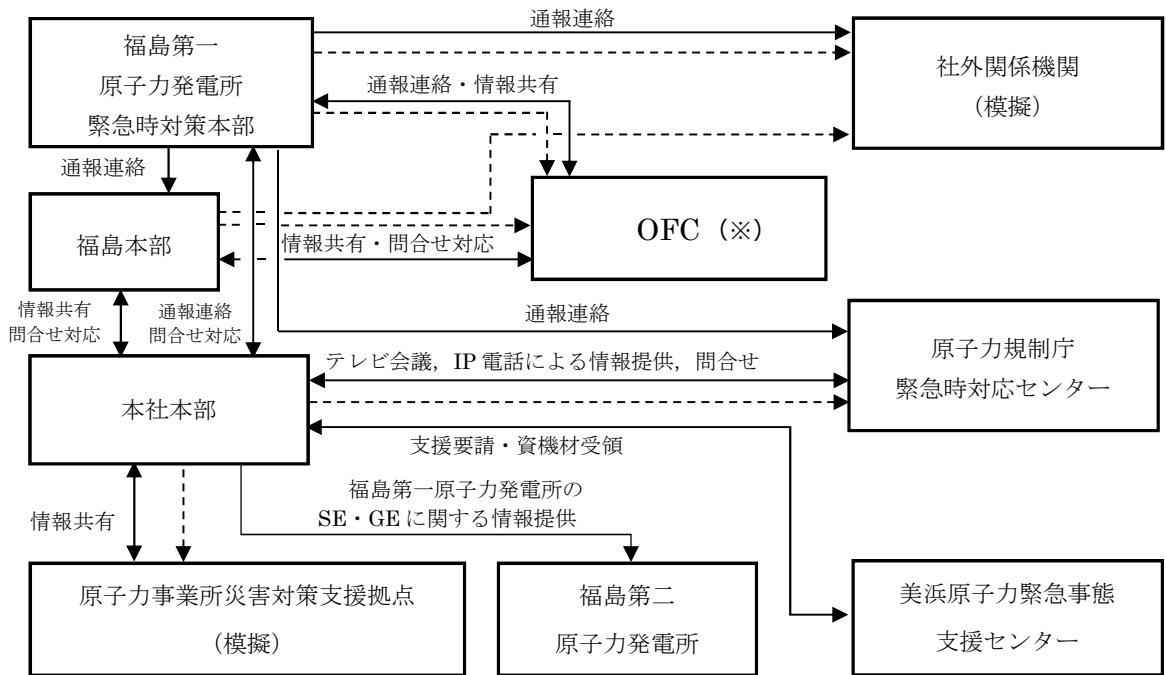 通報連絡
福島第一
原子力発電所
緊急時対策本部
社外関係機関
（模擬）
通報連絡・情報共有
通報連絡
福島本部
OFC（※）
情報共有・問合せ対応
情報共有
問合せ対応
通報連絡
問合せ対応
通報連絡
原子力規制庁
緊急時対応センター
テレビ会議，IP 電話による情報提供，問合せ
本社本部
支援要請・資機材受領
福島第一原子力発電所の
SE・GE に関する情報提供
情報共有
原子力事業所災害対策支援拠点
（模擬）
福島第二
原子力発電所
美浜原子力緊急事態
支援センター